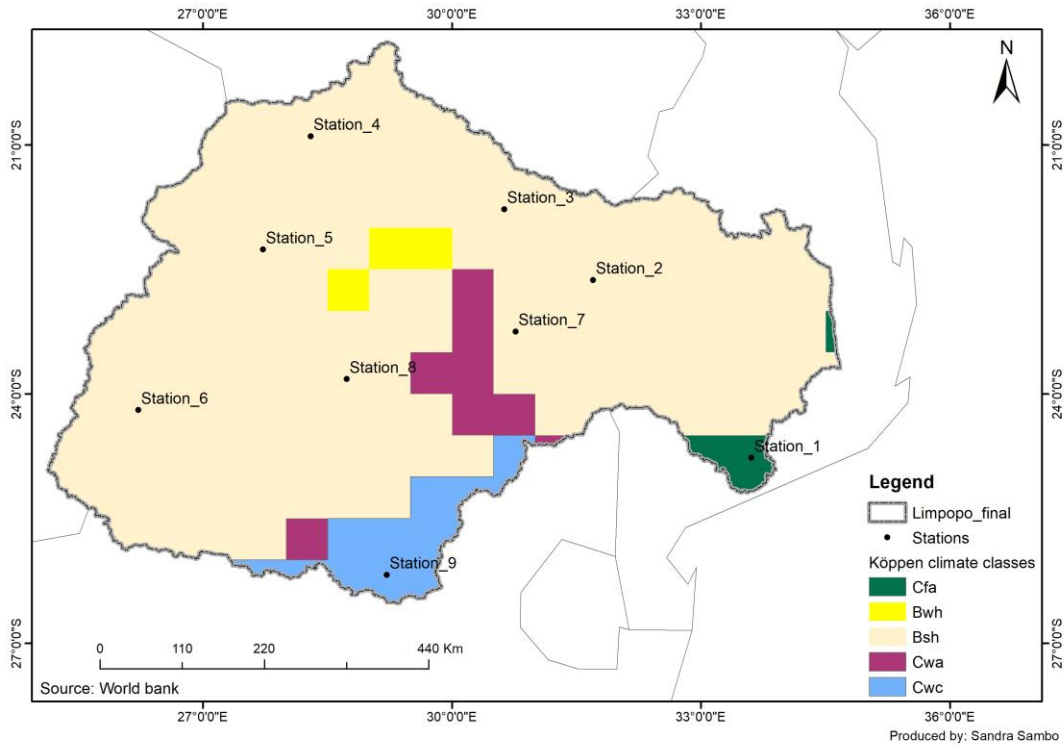 27°0'0"E 30°0'0"E 33°0'0"E 36°0'0"E
N
Station_4
21°0'0"S 21°0'0"S
Station_3
Station_5
Station_2
Station_7
Station_8
24°0'0"S 24°0'0"S
Station_6
Station_1
Legend
Limpopo_final
Stations
Köppen climate classes
Station_9
Cfa
Bwh
Bsh
27°0'0"S 27°0'0"S
0 110 220 440 Km
Cwa
Cwc
Source: World bank
27°0'0"E 30°0'0"E 33°0'0"E 36°0'0"E
Produced by: Sandra Sambo